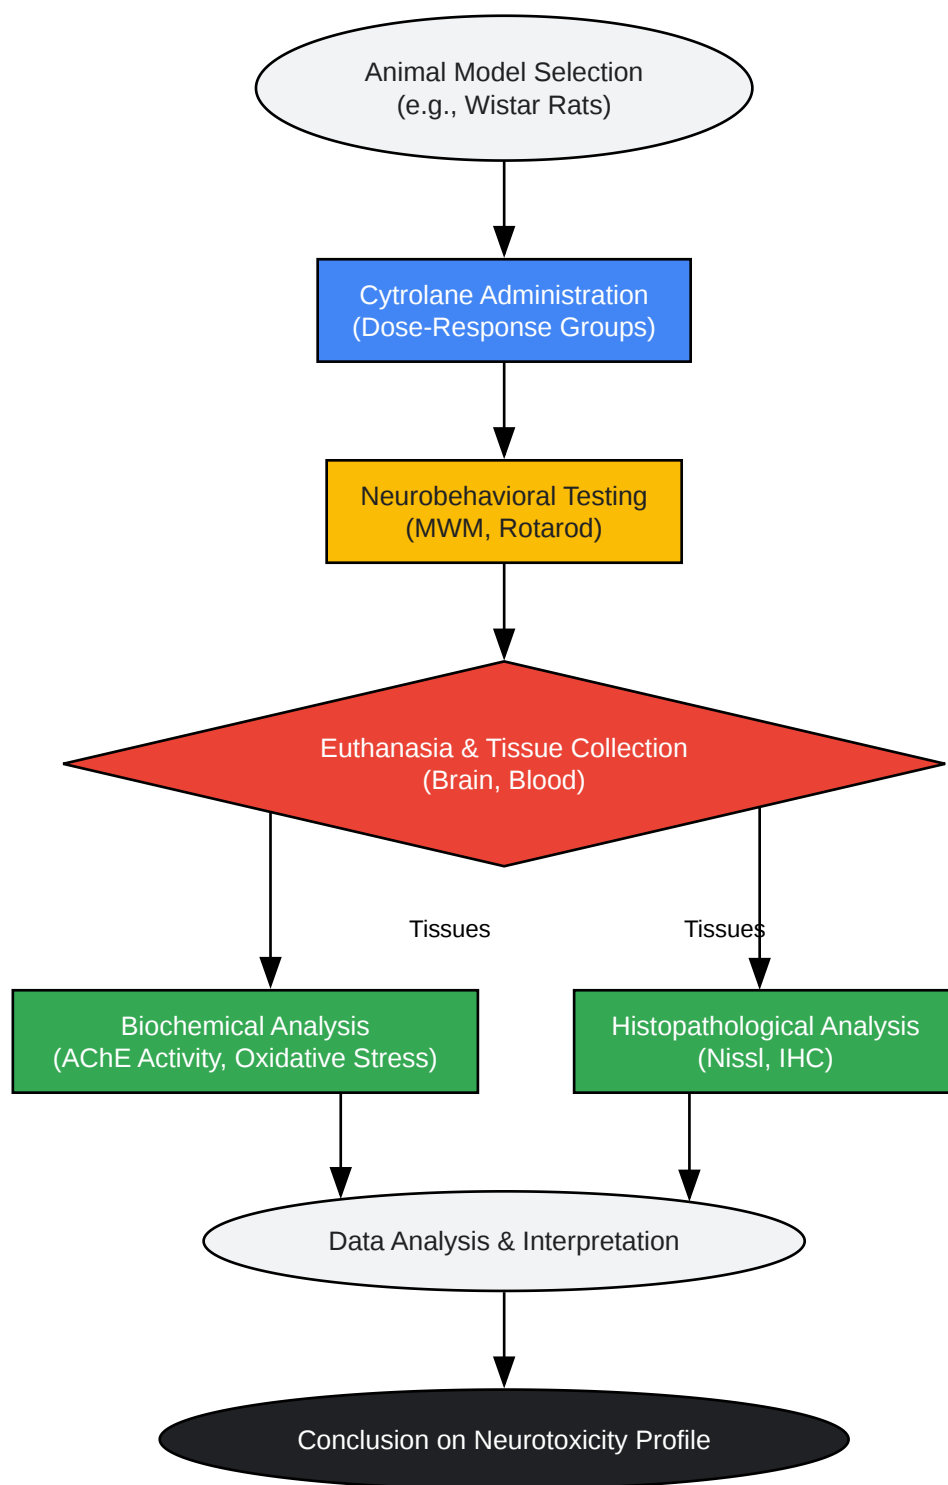 Animal Model Selection
(e.g., Wistar Rats)
Cytrolane Administration
(Dose-Response Groups)
Neurobehavioral Testing
(MWM, Rotarod)
Euthanasia & Tissue Collection
(Brain, Blood)
Tissues
Tissues
Biochemical Analysis
(AChE Activity, Oxidative Stress)
Histopathological Analysis
(Nissl, IHC)
Data Analysis & Interpretation
Conclusion on Neurotoxicity Profile